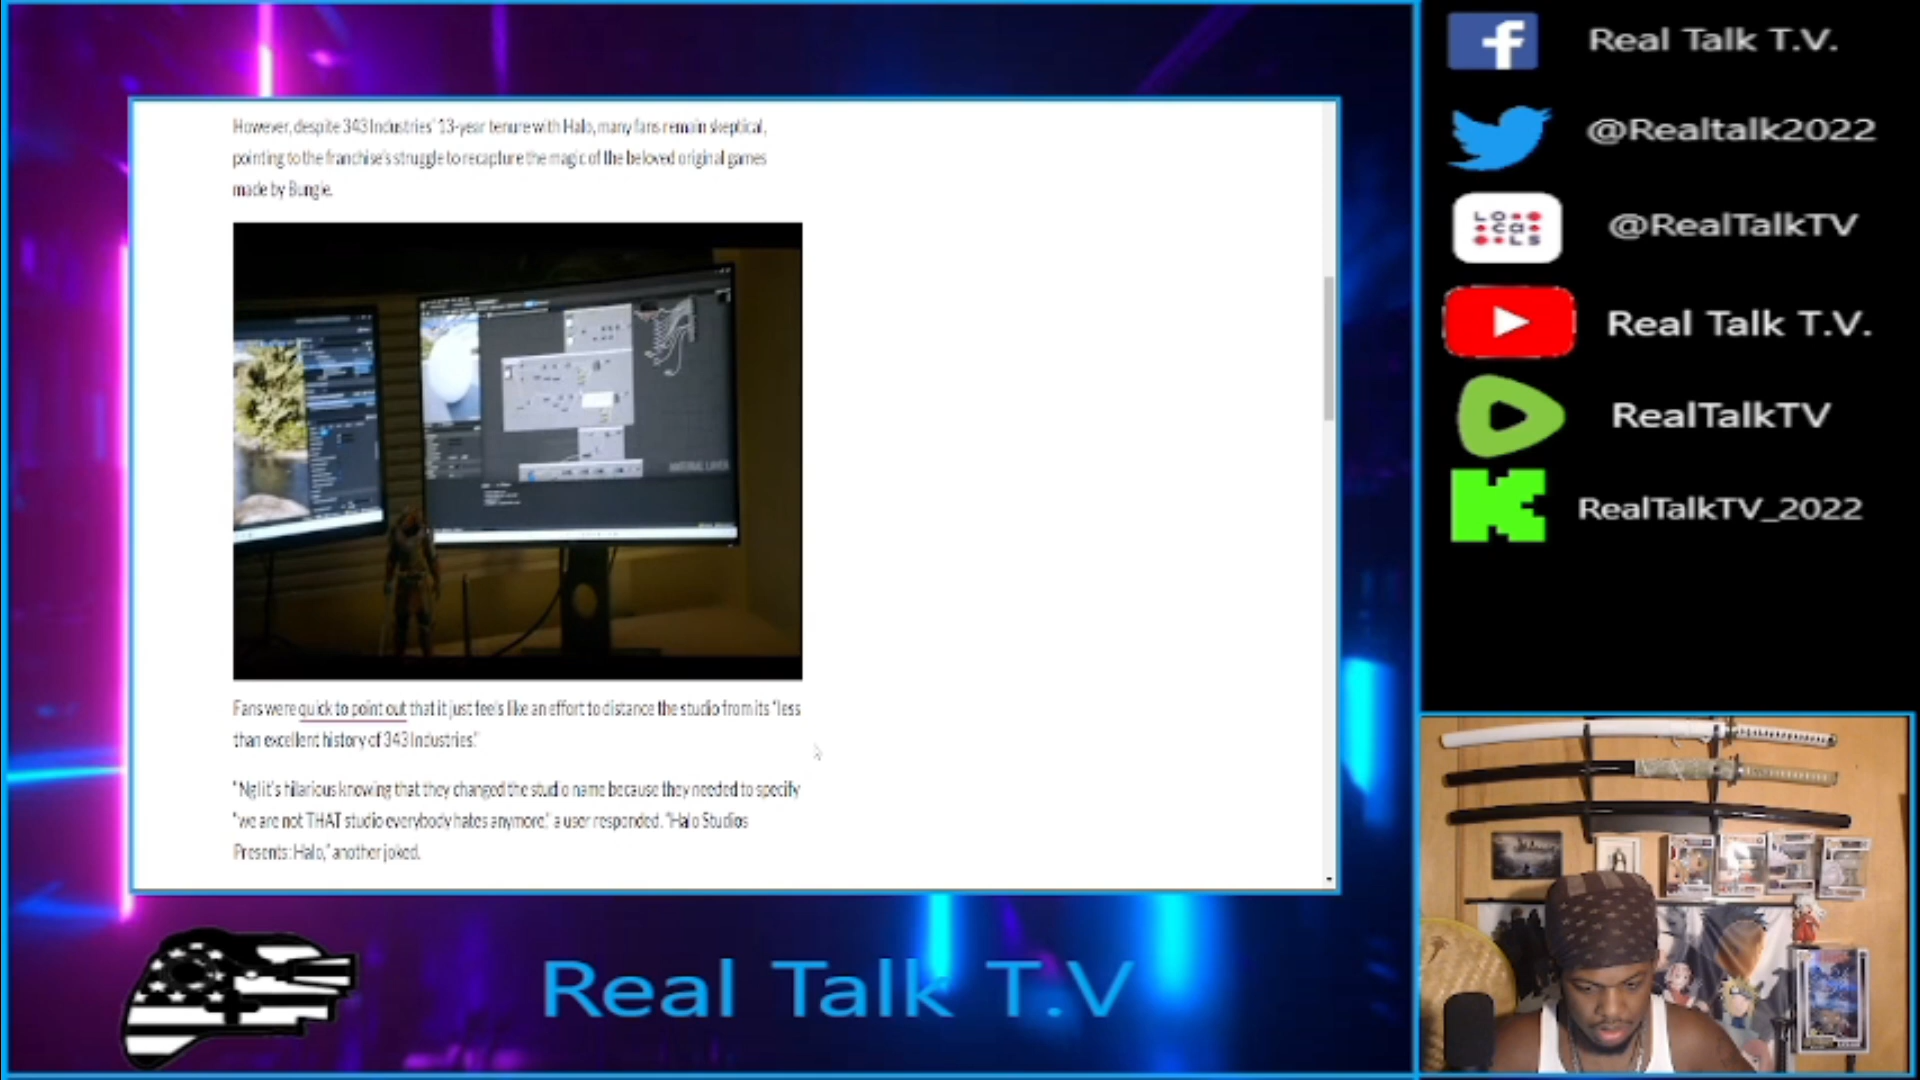 However, despite 343 Industries' 13-year tenure with Halo, many fans remain skeptical,
pointing to the franchise's struggle to recapture the magic of the beloved original games
made by Bungie.
MATERIAL LAYER
Fans were quick to point out that it just feels like an effort to distance the studio from its "less
than excellent history of 343 Industries."
"Ngl it's hilarious knowing that they changed the studio name because they needed to specify
"we are not THAT studio everybody hates anymore," a user responded. "Halo Studios
Presents: Halo," another joked.
Real Talk T.V
Real Talk T.V.
@Realtalk2022
LOCALS
@RealTalkTV
Real Talk T.V.
RealTalkTV
RealTalkTV_2022